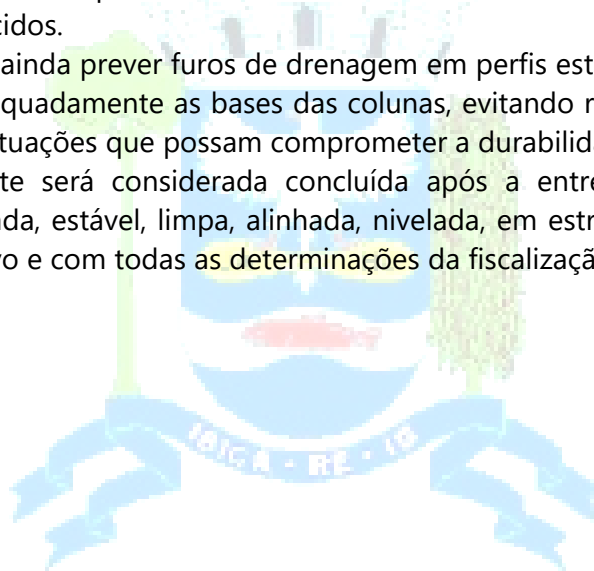 cidos.
ainda prever furos de drenagem em perfis est
quadamente as bases das colunas, evitando r
tuações que possam comprometer a durabilida
te será considerada concluída após a entre
da, estável, limpa, alinhada, nivelada, em estr
vo e com todas as determinações da fiscalizaçã